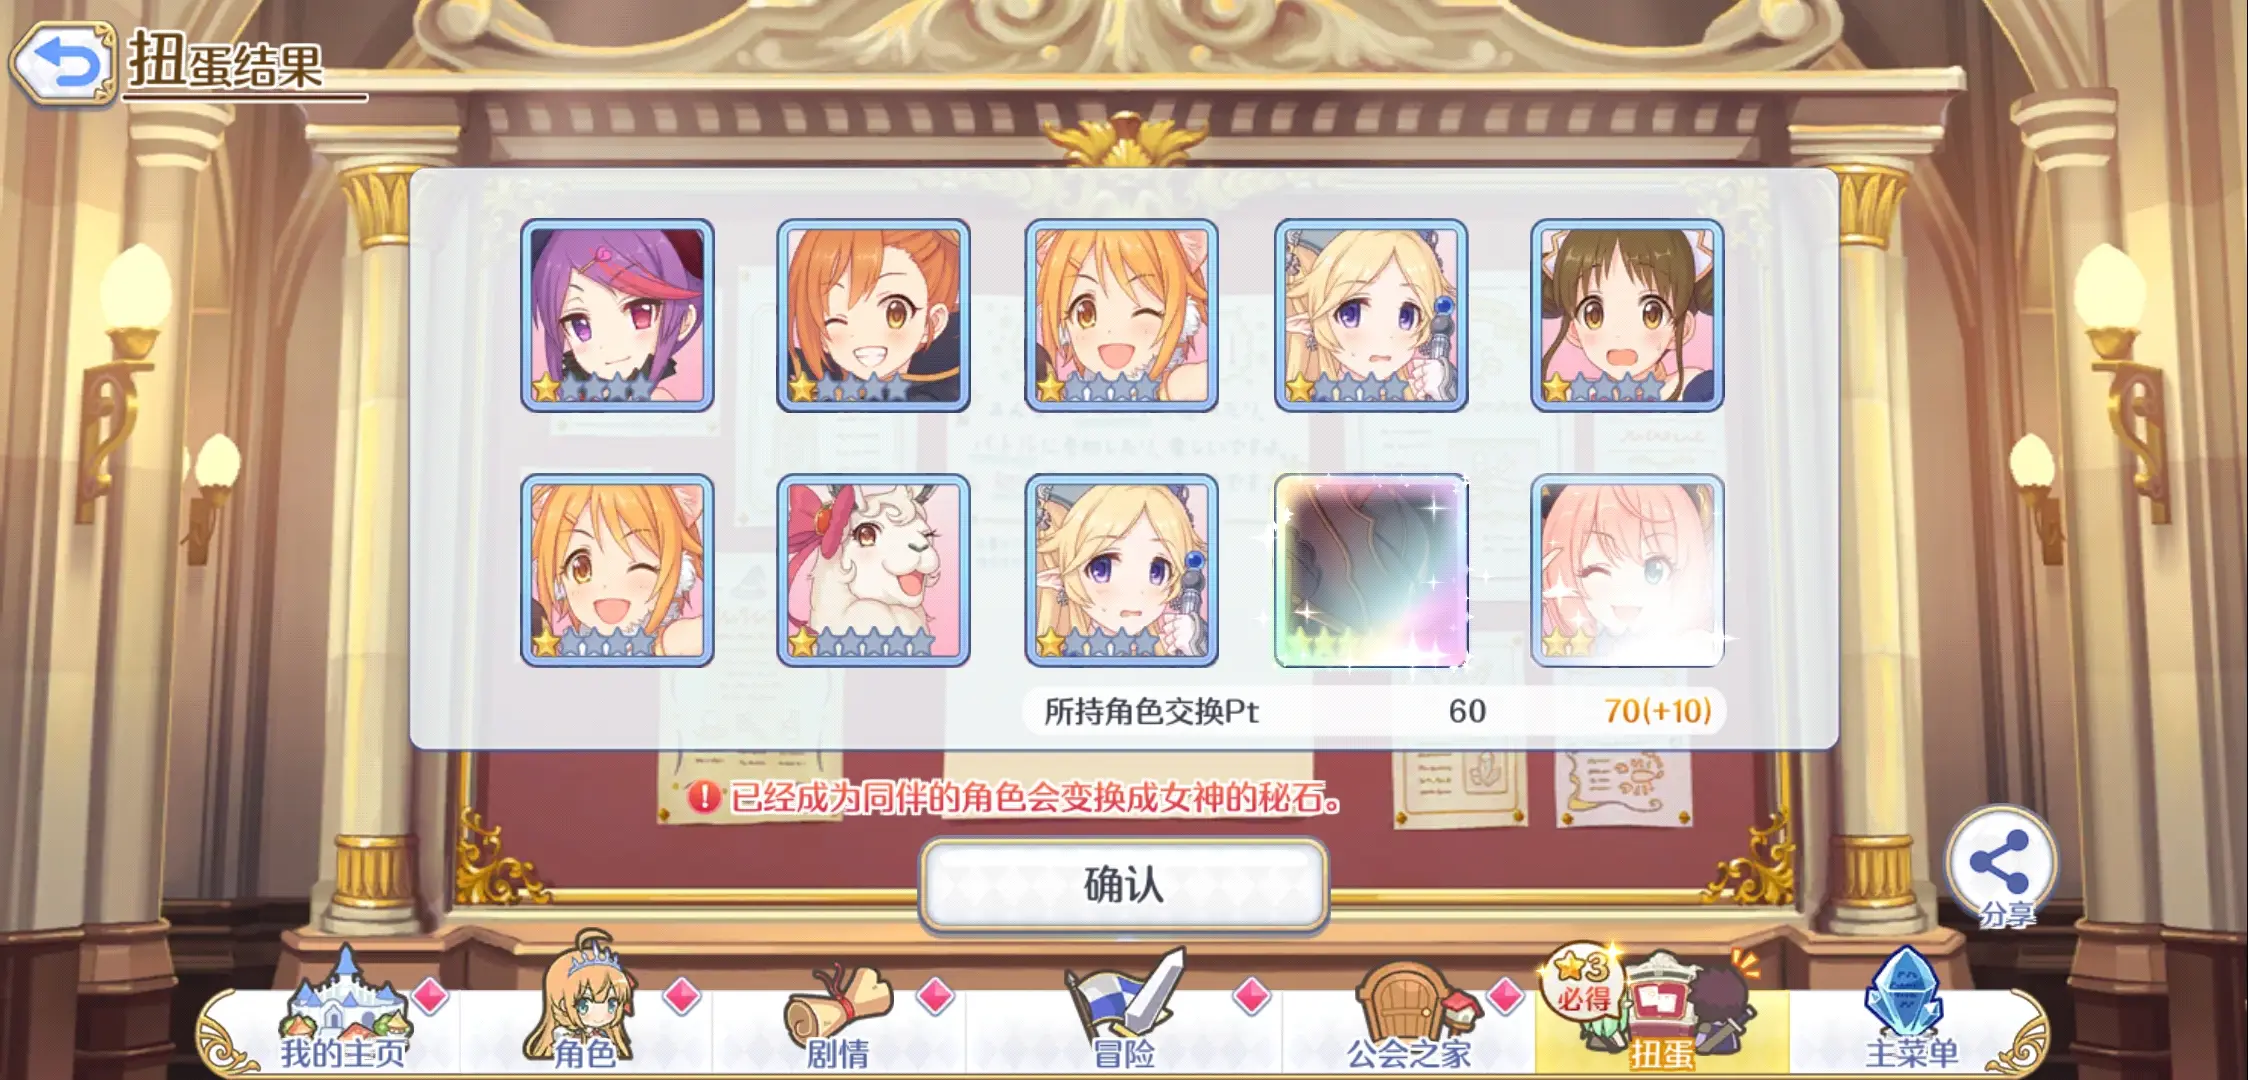 扭蛋结果
所持角色交换Pt 60 70(+10)
已经成为同伴的角色会变换成女神的秘石。
确认
分享
3
必得
我的主页
角色
剧情
冒险
公会之家
扭蛋
主菜单